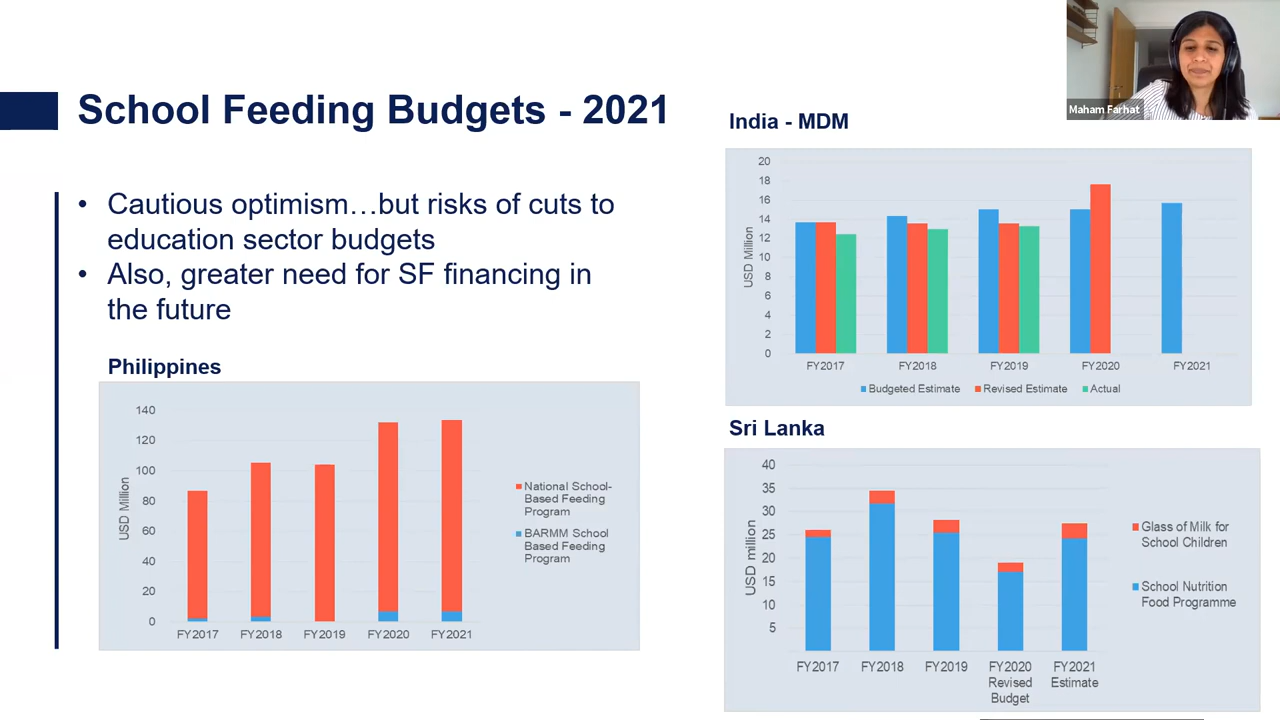 Maham Farhat
School Feeding Budgets - 2021
• Cautious optimism…but risks of cuts to
education sector budgets
• Also, greater need for SF financing in
the future
Philippines
140
120
100
80
60
40
20
0
USD Million
FY2017 FY2018 FY2019 FY2020 FY2021
National School-
Based Feeding
Program
BARMM School
Based Feeding
Program
India - MDM
20
18
16
14
12
10
8
6
4
2
0
USD Million
FY2017 FY2018 FY2019 FY2020 FY2021
Budgeted Estimate Revised Estimate Actual
Sri Lanka
40
35
30
25
20
15
10
5
USD million
FY2017 FY2018 FY2019 FY2020 FY2021
Revised Estimate
Budget
Glass of Milk for
School Children
School Nutrition
Food Programme